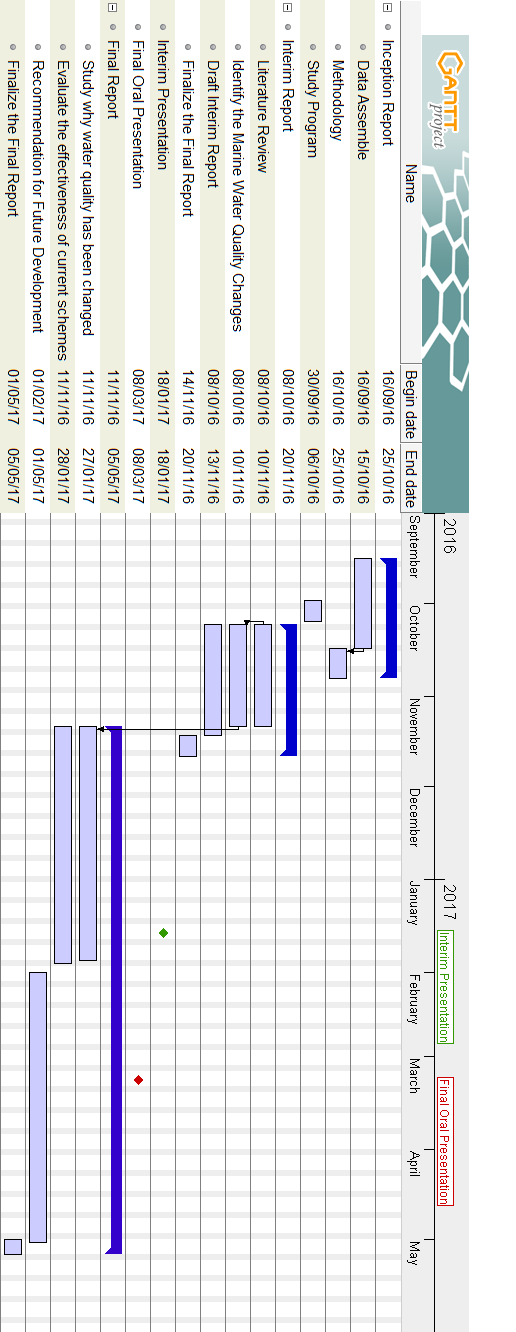 GANTT
project
2016
2017
Interim Presentation
Final Oral Presentation
Name Begin date End date
September October November December January February March April May
Inception Report 16/09/16 25/10/16
Data Assemble 16/09/16 15/10/16
Methodology 16/10/16 25/10/16
Study Program 30/09/16 06/10/16
Interim Report 08/10/16 20/11/16
Literature Review 08/10/16 10/11/16
Identify the Marine Water Quality Changes 08/10/16 10/11/16
Draft Interim Report 08/10/16 13/11/16
Finalize the Final Report 14/11/16 20/11/16
Interim Presentation 18/01/17 18/01/17
Final Oral Presentation 08/03/17 08/03/17
Final Report 11/11/16 05/05/17
Study why water quality has been changed 11/11/16 27/01/17
Evaluate the effectiveness of current schemes 11/11/16 28/01/17
Recommendation for Future Development 01/02/17 01/05/17
Finalize the Final Report 01/05/17 05/05/17